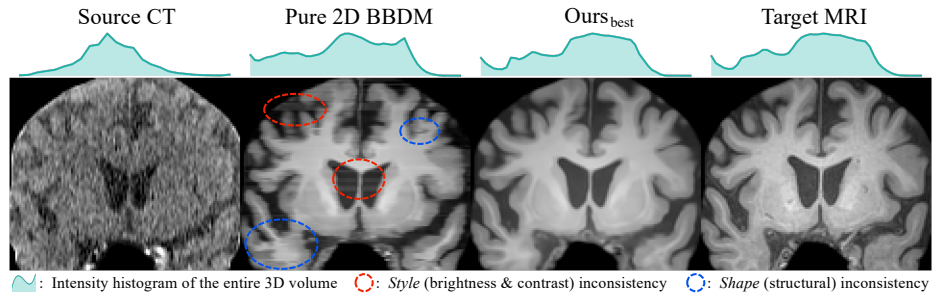 Source CT
Pure 2D BBDM
Ours_best
Target MRI
: Intensity histogram of the entire 3D volume
: Style (brightness & contrast) inconsistency
: Shape (structural) inconsistency